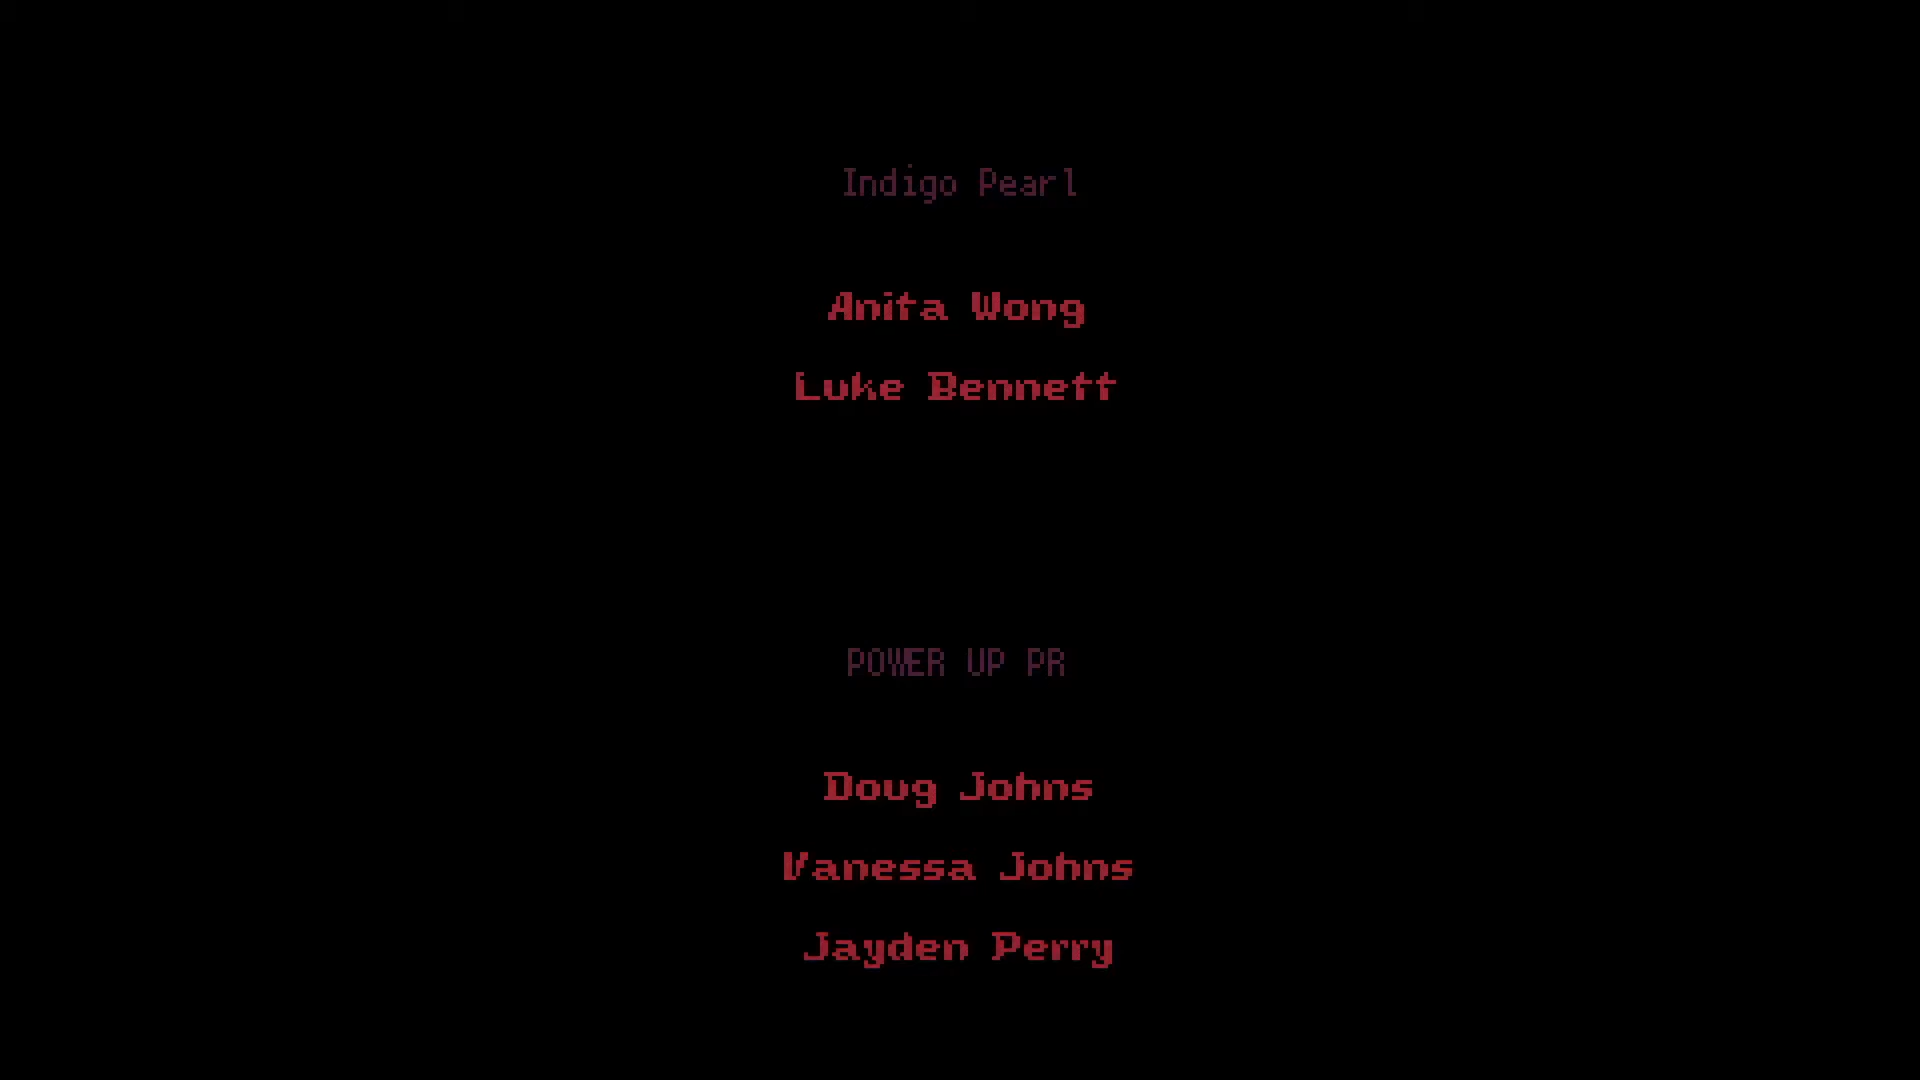 Indigo Pearl
Anita Wong
Luke Bennett
POWER UP PR
Doug Johns
Vanessa Johns
Jayden Perry